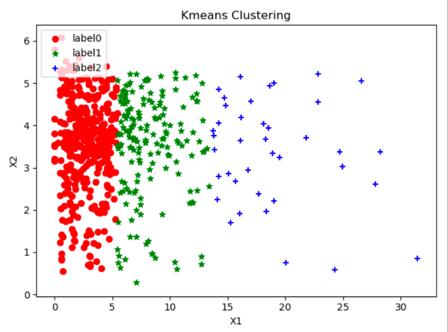 Kmeans Clustering
label0
label1
label2
6
5
4
3
2
1
0
X2
0 5 10 15 20 25 30
X1